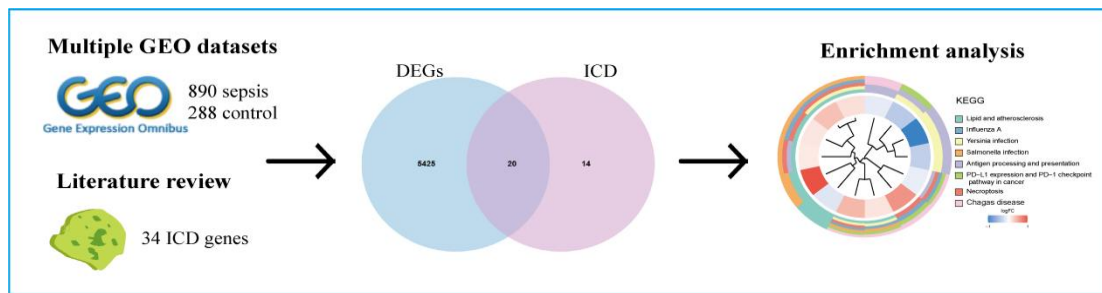 Multiple GEO datasets
GEO
Gene Expression Omnibus
890 sepsis
288 control
Literature review
34 ICD genes
DEGs
ICD
5425
20
14
Enrichment analysis
KEGG
Lipid and atherosclerosis
Influenza A
Yersinia infection
Salmonella infection
Antigen processing and presentation
PD−L1 expression and PD−1 checkpoint
pathway in cancer
Necroptosis
Chagas disease
logFC